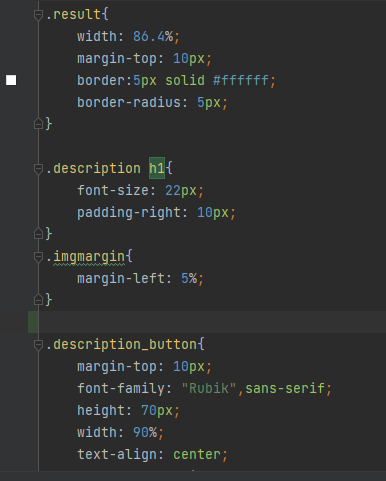 .result{
    width: 86.4%;
    margin-top: 10px;
    border:5px solid #ffffff;
    border-radius: 5px;
}
.description h1{
    font-size: 22px;
    padding-right: 10px;
}
.imgmargin{
    margin-left: 5%;
}
.description_button{
    margin-top: 10px;
    font-family: "Rubik",sans-serif;
    height: 70px;
    width: 90%;
    text-align: center;